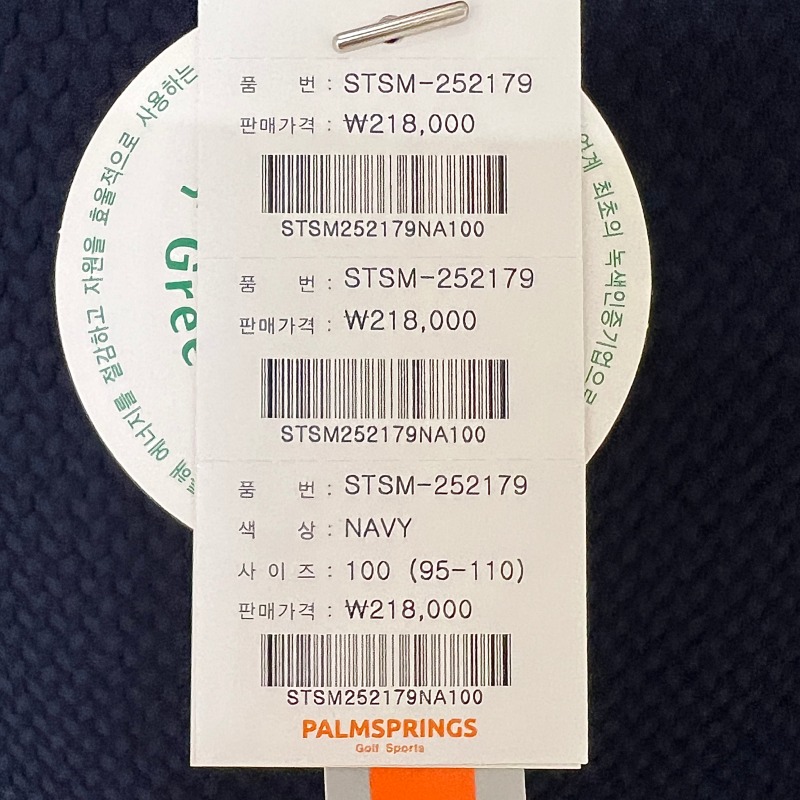 품 번 : STSM-252179
판매가격 : ₩218,000
STSM252179NA100
품 번 : STSM-252179
판매가격 : ₩218,000
STSM252179NA100
품 번 : STSM-252179
색 상 : NAVY
사 이 즈 : 100 (95-110)
판매가격 : ₩218,000
STSM252179NA100
PALMSPRINGS
Golf Sports
에너지를 절감하고 자원을 효율적으로 사용하는
최초의 녹색인증기업으로